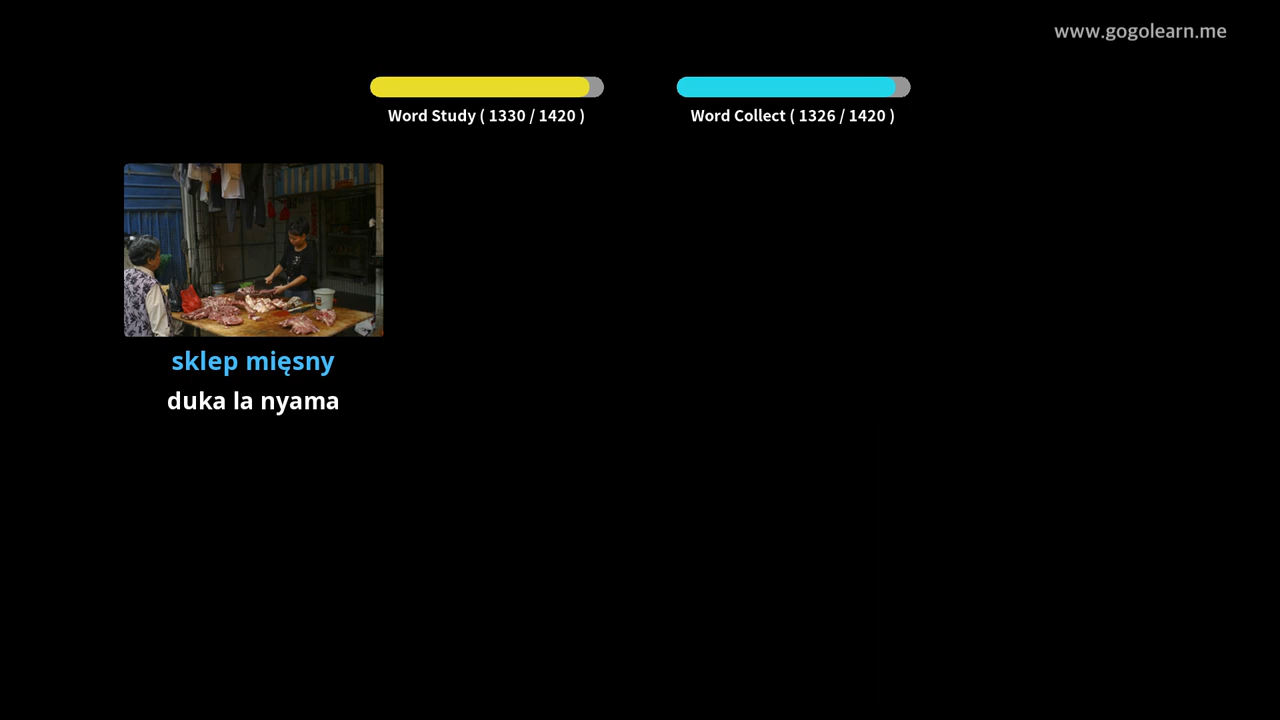 www.gogolearn.me
Word Study ( 1330 / 1420 )
Word Collect ( 1326 / 1420 )
sklep mięsny
duka la nyama